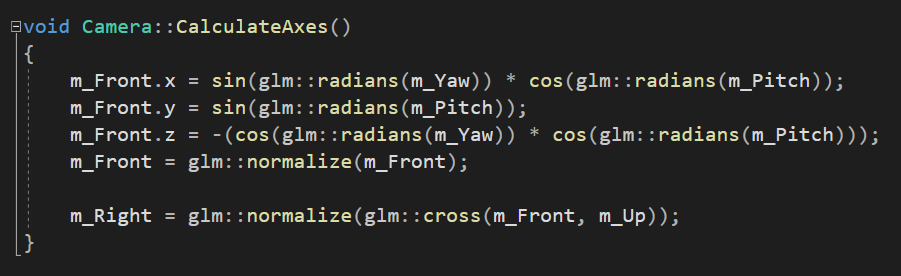 void Camera::CalculateAxes()
{
    m_Front.x = sin(glm::radians(m_Yaw)) * cos(glm::radians(m_Pitch));
    m_Front.y = sin(glm::radians(m_Pitch));
    m_Front.z = -(cos(glm::radians(m_Yaw)) * cos(glm::radians(m_Pitch)));
    m_Front = glm::normalize(m_Front);

    m_Right = glm::normalize(glm::cross(m_Front, m_Up));
}